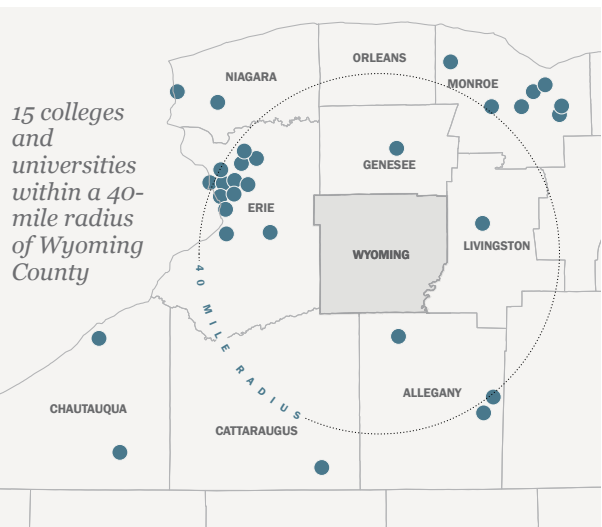 15 colleges
and
universities
within a 40-
mile radius
of Wyoming
County
ORLEANS
NIAGARA
MONROE
GENESEE
ERIE
LIVINGSTON
WYOMING
40 MILE RADIUS
ALLEGANY
CHAUTAUQUA
CATTARAUGUS